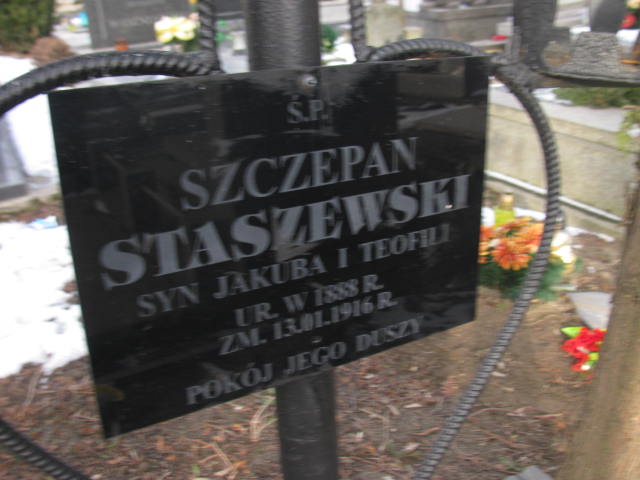 Ś.P.
SZCZEPAN
STASZEWSKI
SYN JAKUBA I TEOFILI
UR. W 1888 R.
ZM. 13.01.1916 R.
POKÓJ JEGO DUSZY